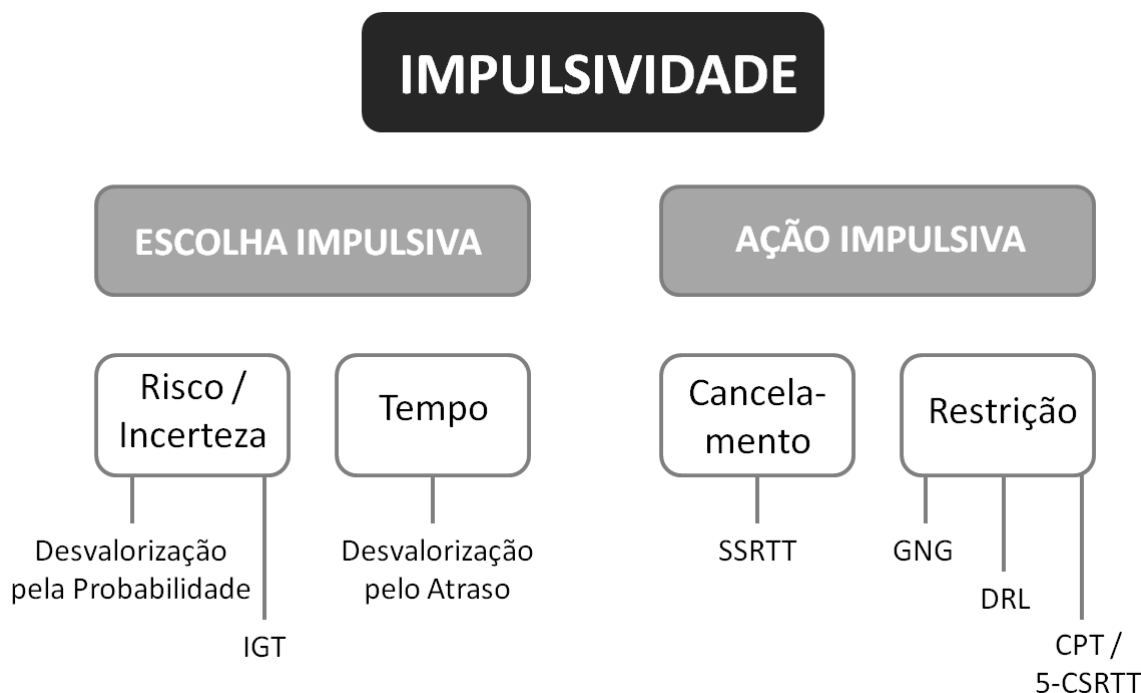 IMPULSIVIDADE
ESCOLHA IMPULSIVA
AÇÃO IMPULSIVA
Risco /
Incerteza
Tempo
Cancela-
mento
Restrição
Desvalorização
pela Probabilidade
IGT
Desvalorização
pelo Atraso
SSRTT
GNG
DRL
CPT /
5-CSRTT